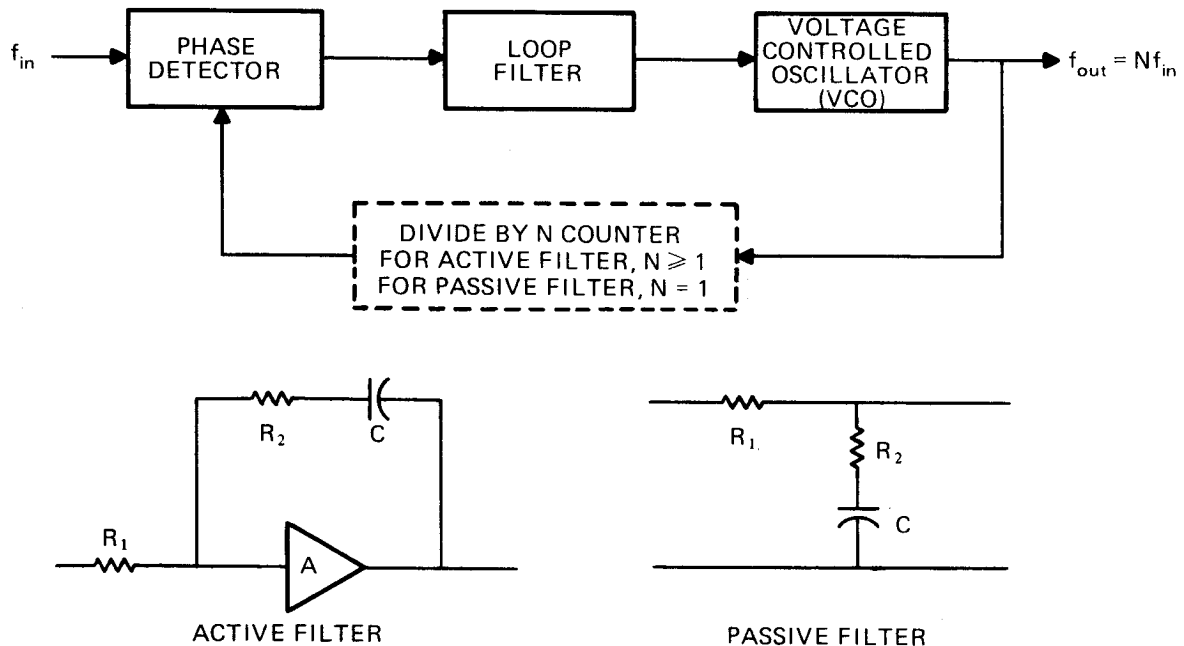 f_in
PHASE
DETECTOR
LOOP
FILTER
VOLTAGE
CONTROLLED
OSCILLATOR
(VCO)
f_out = Nf_in
DIVIDE BY N COUNTER
FOR ACTIVE FILTER, N ⩾ 1
FOR PASSIVE FILTER, N = 1
R₂
C
R₁
A
ACTIVE FILTER
R₁
R₂
C
PASSIVE FILTER